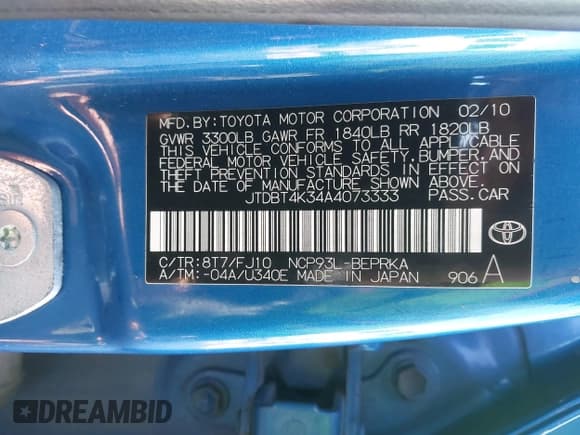 MFD.BY:TOYOTA MOTOR CORPORATION 02/10
GVWR 3300LB GAWR FR 1840LB RR 1820LB
THIS VEHICLE CONFORMS TO ALL APPLICABLE
FEDERAL MOTOR VEHICLE SAFETY,BUMPER,AND
THEFT PREVENTION STANDARDS IN EFFECT ON
THE DATE OF MANUFACTURE SHOWN ABOVE.
JTDBT4K34A4073333 PASS.CAR
C/TR:8T7/FJ10 NCP93L-BEPRKA
A/TM:-04A/U340E MADE IN JAPAN 906 A
DREAMBID